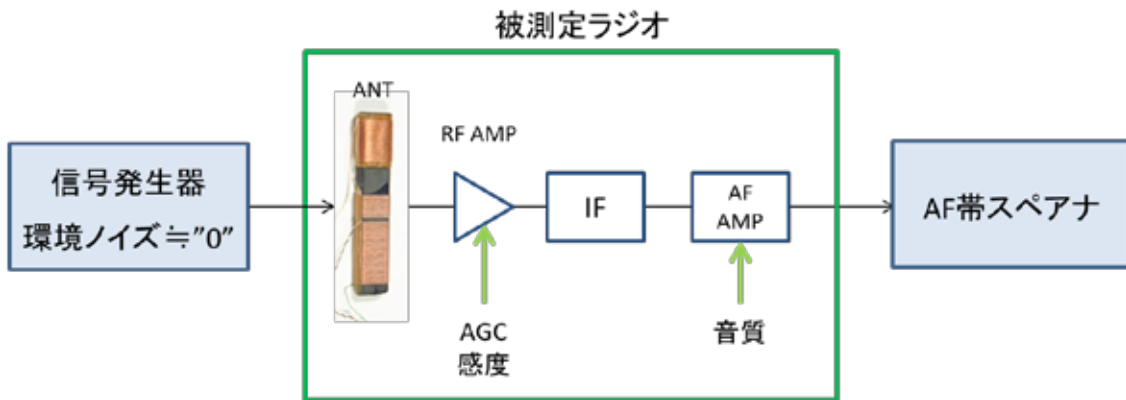 被測定ラジオ
ANT
RF AMP
信号発生器
環境ノイズ≒”0”
IF
AF
AMP
AF帯スペアナ
AGC
感度
音質